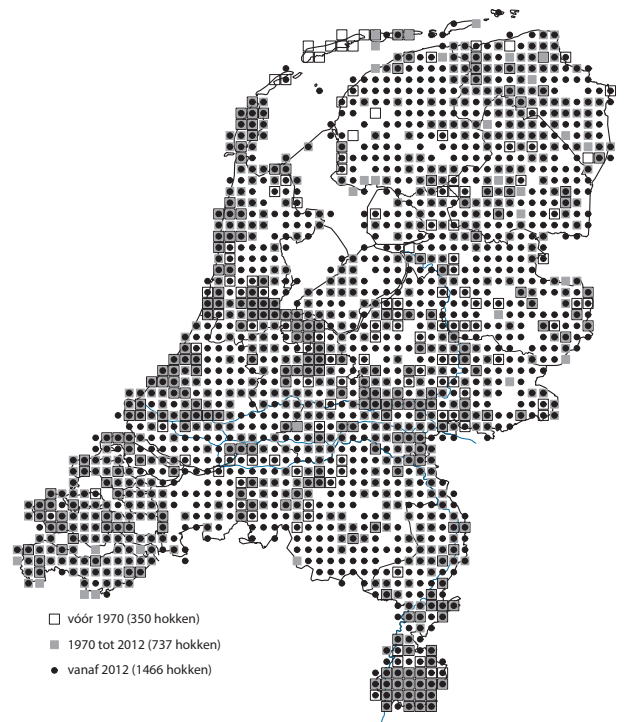 vóór 1970 (350 hokken)
1970 tot 2012 (737 hokken)
vanaf 2012 (1466 hokken)